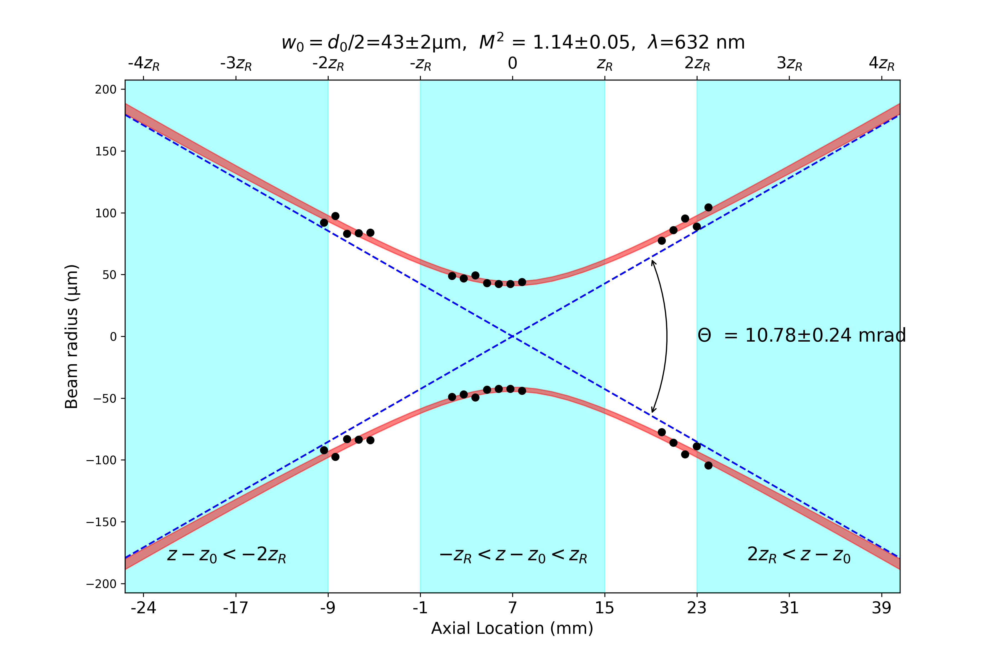 w₀ = d₀/2=43±2µm, M² = 1.14±0.05, λ=632 nm
-4z_R -3z_R -2z_R -z_R 0 z_R 2z_R 3z_R 4z_R
200
150
100
50
0
−50
−100
−150
−200
Beam radius (µm)
Θ = 10.78±0.24 mrad
z − z₀ < −2z_R
−z_R < z − z₀ < z_R
2z_R < z − z₀
-24 -17 -9 -1 7 15 23 31 39
Axial Location (mm)